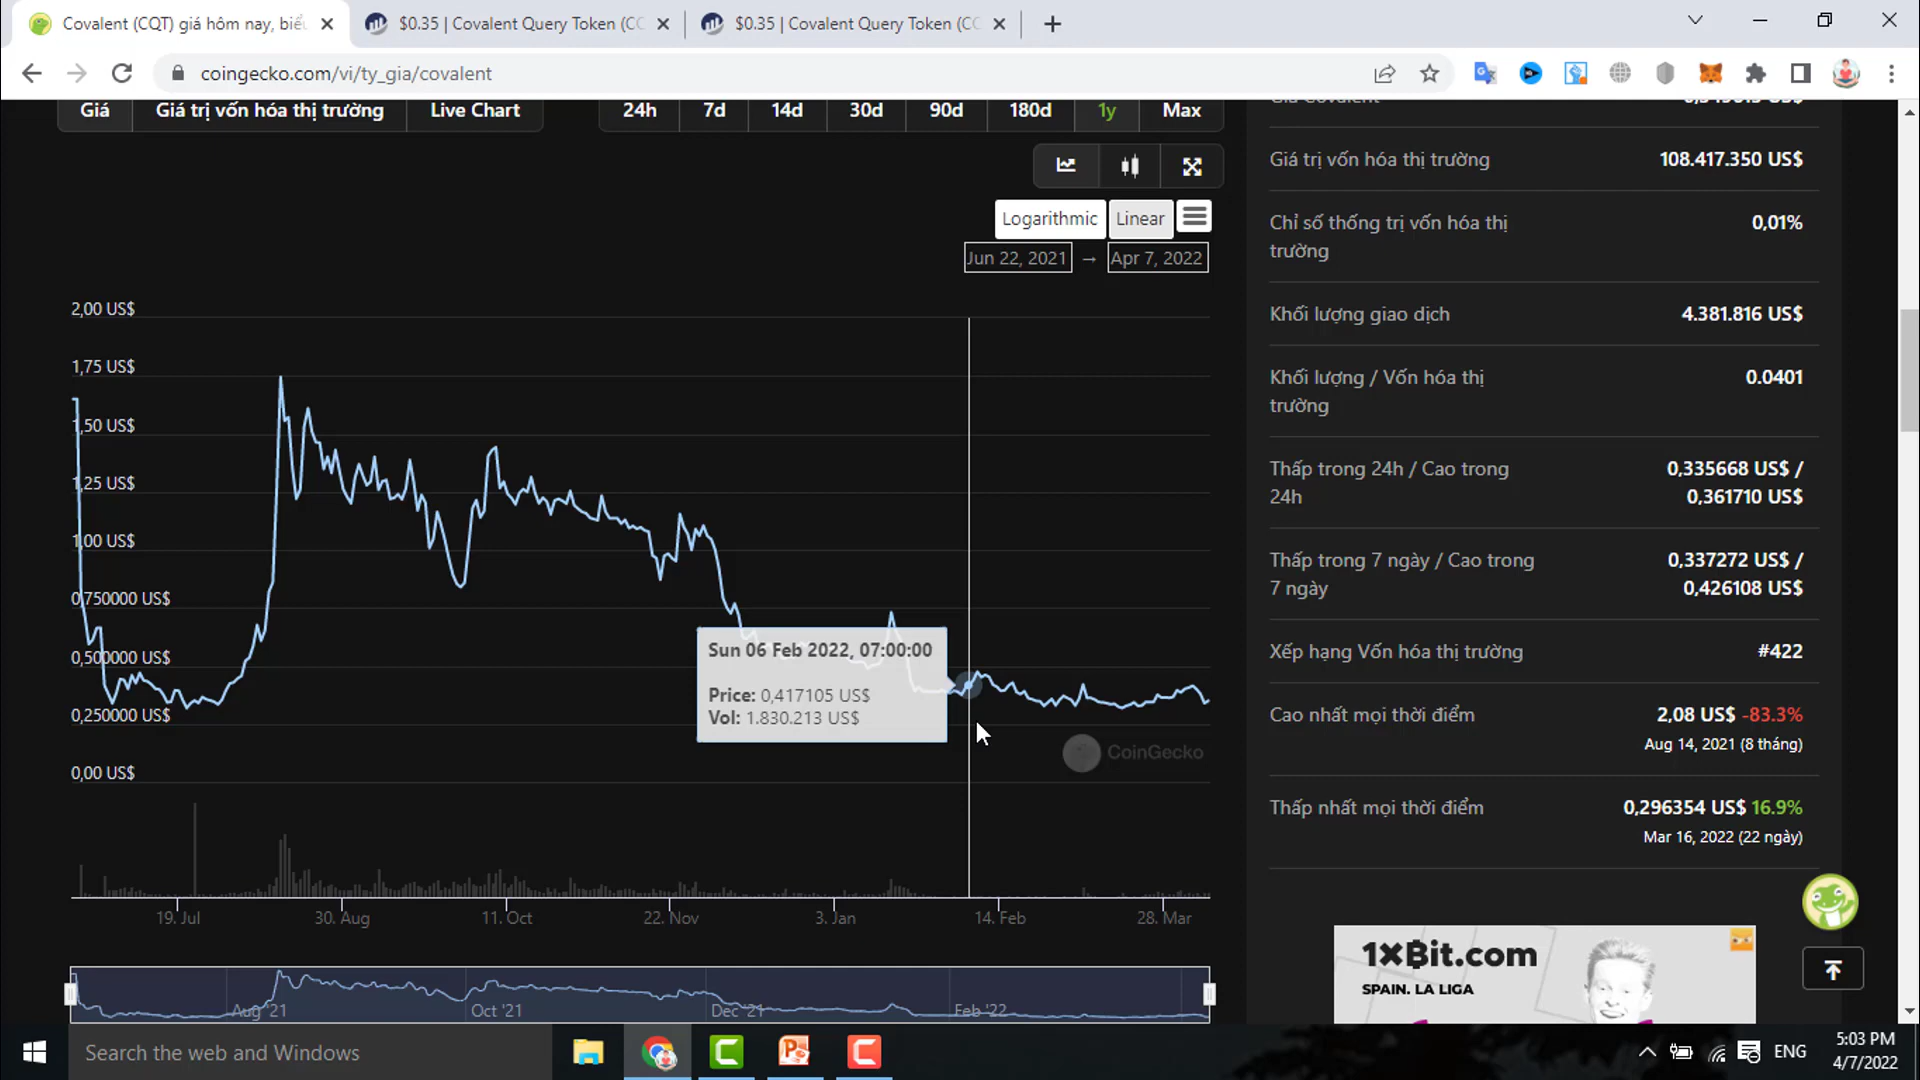 Covalent (CQT) giá hôm nay, biểu
$0.35 | Covalent Query Token (CC
$0.35 | Covalent Query Token (CC
coingecko.com/vi/ty_gia/covalent
Giá
Giá trị vốn hóa thị trường
Live Chart
24h
7d
14d
30d
90d
180d
1y
Max
Logarithmic
Linear
Jun 22, 2021 → Apr 7, 2022
2,00 US$
1,75 US$
1,50 US$
1,25 US$
1,00 US$
0,750000 US$
0,500000 US$
0,250000 US$
0,00 US$
Sun 06 Feb 2022, 07:00:00
Price: 0,417105 US$
Vol: 1.830.213 US$
CoinGecko
19. Jul
30. Aug
11. Oct
22. Nov
3. Jan
14. Feb
28. Mar
Aug '21
Oct '21
Dec '21
Feb '22
Giá trị vốn hóa thị trường
108.417.350 US$
Chỉ số thống trị vốn hóa thị
trường
0,01%
Khối lượng giao dịch
4.381.816 US$
Khối lượng / Vốn hóa thị
trường
0.0401
Thấp trong 24h / Cao trong
24h
0,335668 US$ /
0,361710 US$
Thấp trong 7 ngày / Cao trong
7 ngày
0,337272 US$ /
0,426108 US$
Xếp hạng Vốn hóa thị trường
#422
Cao nhất mọi thời điểm
2,08 US$ -83.3%
Aug 14, 2021 (8 tháng)
Thấp nhất mọi thời điểm
0,296354 US$ 16.9%
Mar 16, 2022 (22 ngày)
1XBit.com
SPAIN. LA LIGA
Search the web and Windows
ENG
5:03 PM
4/7/2022